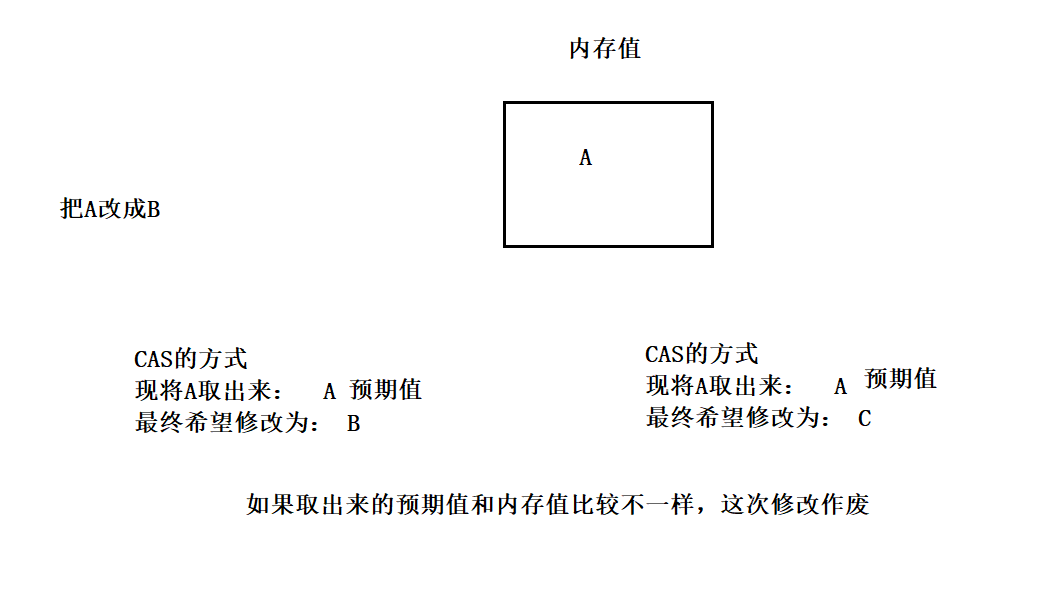 内存值
A
把A改成B
CAS的方式
现将A取出来： A 预期值
最终希望修改为： B
CAS的方式
现将A取出来： A 预期值
最终希望修改为： C
如果取出来的预期值和内存值比较不一样，这次修改作废